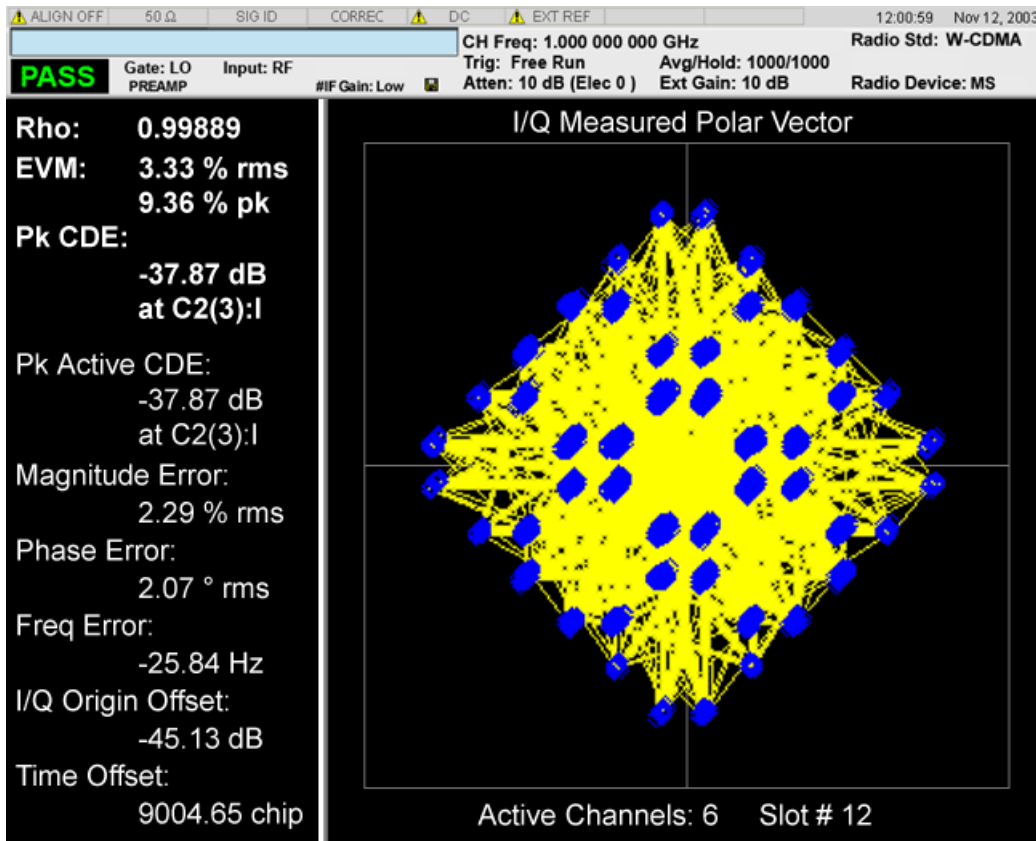 ALIGN OFF 50 Ω SIG ID CORREC DC EXT REF 12:00:59 Nov 12, 2003
CH Freq: 1.000 000 000 GHz Radio Std: W-CDMA
PASS Gate: LO Input: RF Trig: Free Run Avg/Hold: 1000/1000
PREAMP #IF Gain: Low Atten: 10 dB (Elec 0 ) Ext Gain: 10 dB Radio Device: MS
Rho: 0.99889
EVM: 3.33 % rms
9.36 % pk
Pk CDE:
-37.87 dB
at C2(3):I
Pk Active CDE:
-37.87 dB
at C2(3):I
Magnitude Error:
2.29 % rms
Phase Error:
2.07 ° rms
Freq Error:
-25.84 Hz
I/Q Origin Offset:
-45.13 dB
Time Offset:
9004.65 chip
I/Q Measured Polar Vector
Active Channels: 6 Slot # 12